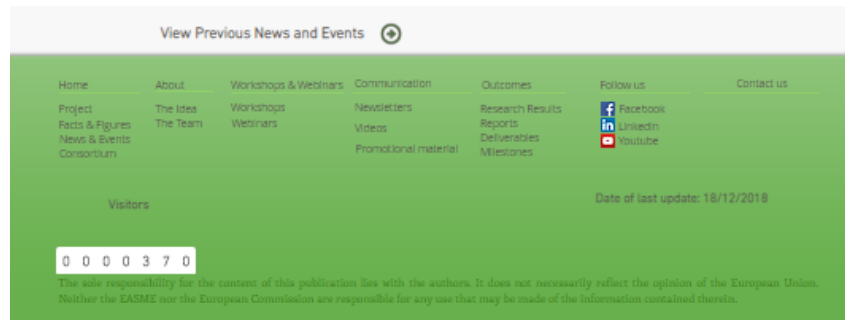 View Previous News and Events
Home
Project
Facts & Figures
News & Events
Consortium
About
The Idea
The Team
Workshops & Webinars
Workshops
Webinars
Communication
Newsletters
Videos
Promotional material
Outcomes
Research Results
Reports
Deliverables
Milestones
Follow us
Facebook
Linkedin
Youtube
Contact us
Visitors
Date of last update: 18/12/2018
0 0 0 0 3 7 0
The sole responsibility for the content of this publication lies with the authors. It does not necessarily reflect the opinion of the European Union.
Neither the EASME nor the European Commission are responsible for any use that may be made of the information contained therein.